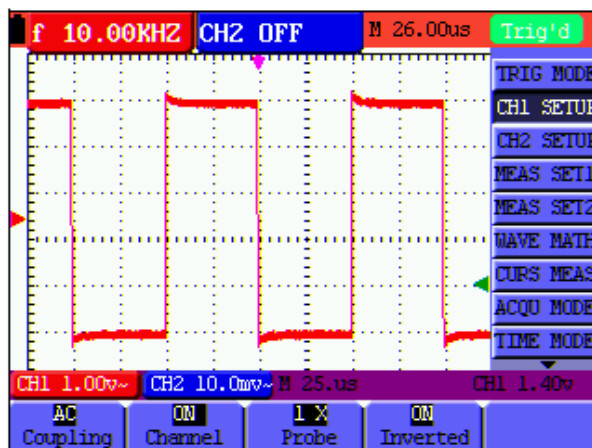 f 10.00KHZ CH2 OFF M 26.00us Trig'd
TRIG MODE
CH1 SETUP
CH2 SETUP
MEAS SET1
MEAS SET2
WAVE MATH
CURS MEAS
ACQU MODE
TIME MODE
CH1 1.00v~ CH2 10.0mv~ M 25.us CH1 1.40v
AC ON 1 X ON
Coupling Channel Probe Inverted